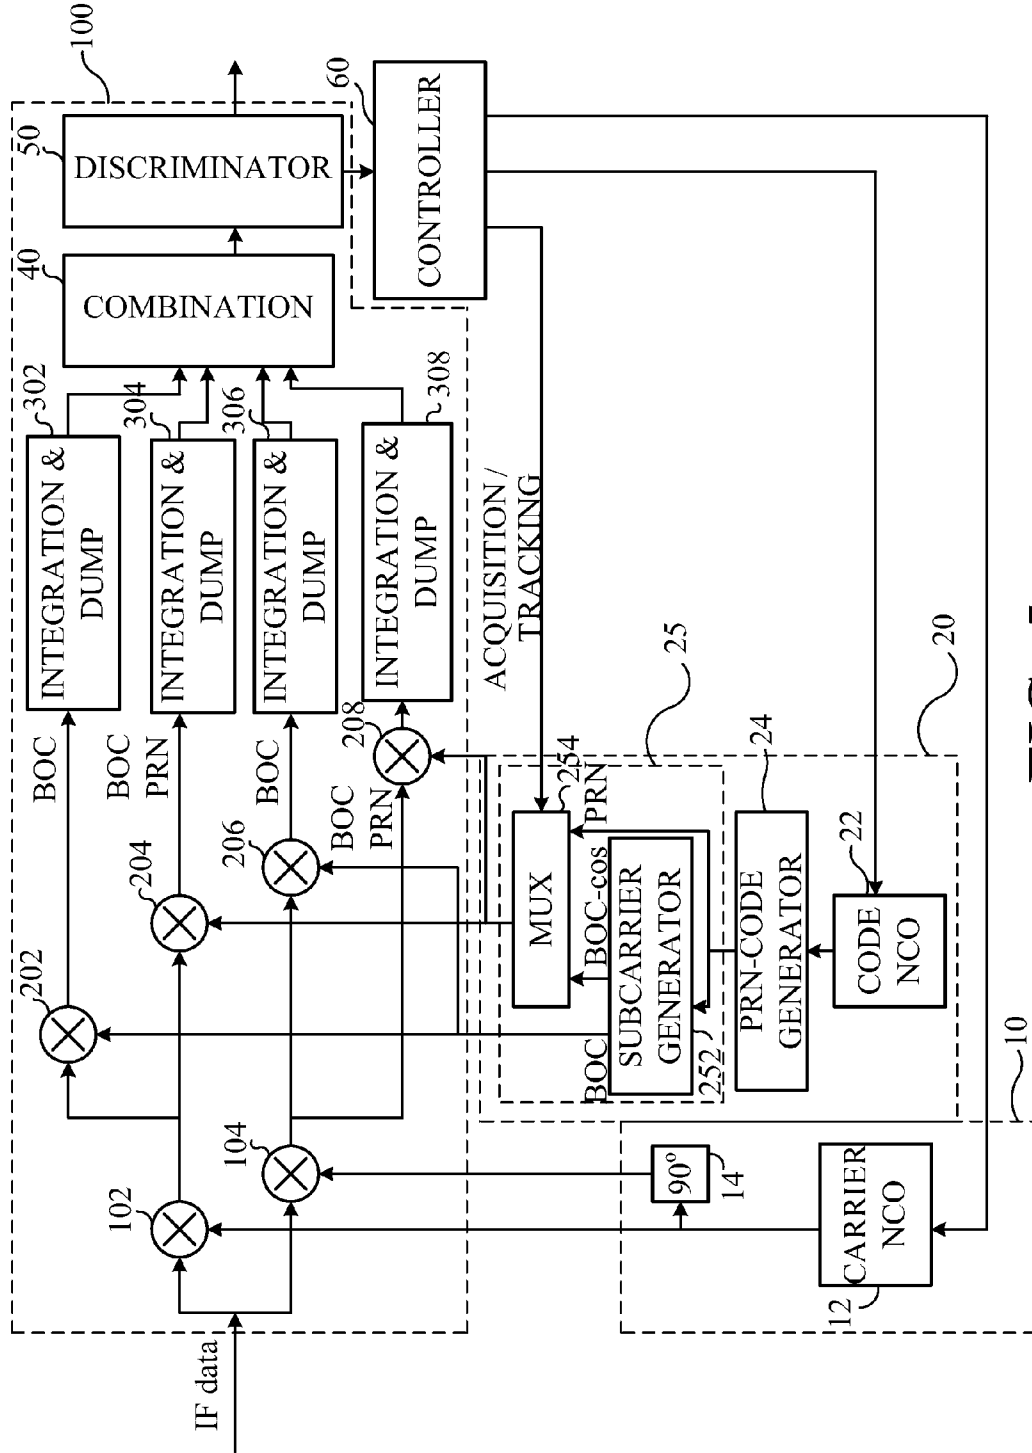 100
50
DISCRIMINATOR
40
COMBINATION
60
CONTROLLER
302
INTEGRATION &
DUMP
304
INTEGRATION &
DUMP
306
INTEGRATION &
DUMP
308
INTEGRATION &
DUMP
BOC
BOC
PRN
BOC
BOC
PRN
202
204
206
208
102
104
IF data
ACQUISITION/
TRACKING
25
254
MUX
PRN
BOC-cos
BOC
SUBCARRIER
GENERATOR
252
20
24
PRN-CODE
GENERATOR
22
CODE
NCO
10
90°
14
CARRIER
NCO
12